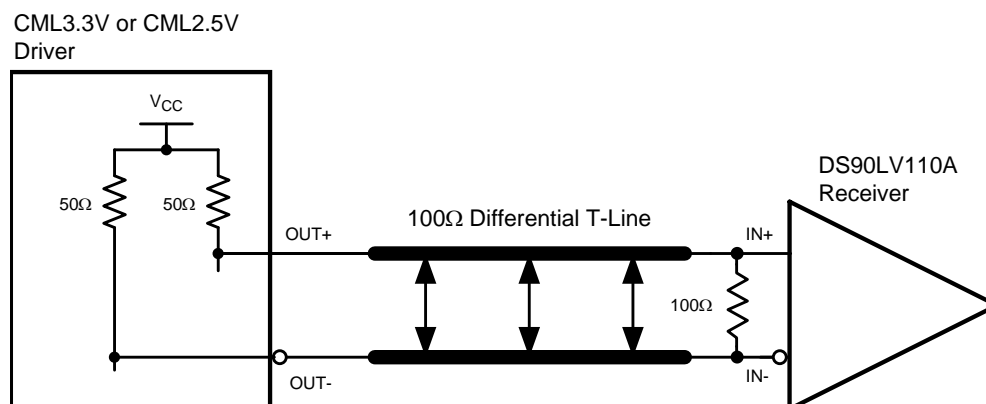 CML3.3V or CML2.5V
Driver
VCC
50Ω
50Ω
OUT+
100Ω Differential T-Line
IN+
DS90LV110A
Receiver
100Ω
OUT-
IN-